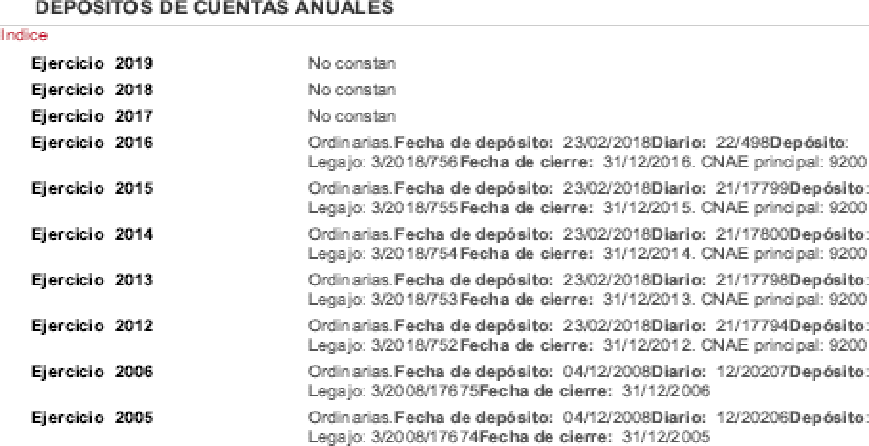 DEPÓSITOS DE CUENTAS ANUALES
Indice
Ejercicio 2019 No constan
Ejercicio 2018 No constan
Ejercicio 2017 No constan
Ejercicio 2016 Ordinarias.Fecha de depósito: 23/02/2018Diario: 22/498Depósito:
Legajo: 3/2018/756Fecha de cierre: 31/12/2016. CNAE principal: 9200
Ejercicio 2015 Ordinarias.Fecha de depósito: 23/02/2018Diario: 21/17799Depósito:
Legajo: 3/2018/755Fecha de cierre: 31/12/2015. CNAE principal: 9200
Ejercicio 2014 Ordinarias.Fecha de depósito: 23/02/2018Diario: 21/17800Depósito:
Legajo: 3/2018/754Fecha de cierre: 31/12/2014. CNAE principal: 9200
Ejercicio 2013 Ordinarias.Fecha de depósito: 23/02/2018Diario: 21/17798Depósito:
Legajo: 3/2018/753Fecha de cierre: 31/12/2013. CNAE principal: 9200
Ejercicio 2012 Ordinarias.Fecha de depósito: 23/02/2018Diario: 21/17794Depósito:
Legajo: 3/2018/752Fecha de cierre: 31/12/2012. CNAE principal: 9200
Ejercicio 2006 Ordinarias.Fecha de depósito: 04/12/2008Diario: 12/20207Depósito:
Legajo: 3/2008/17675Fecha de cierre: 31/12/2006
Ejercicio 2005 Ordinarias.Fecha de depósito: 04/12/2008Diario: 12/20206Depósito:
Legajo: 3/2008/17674Fecha de cierre: 31/12/2005